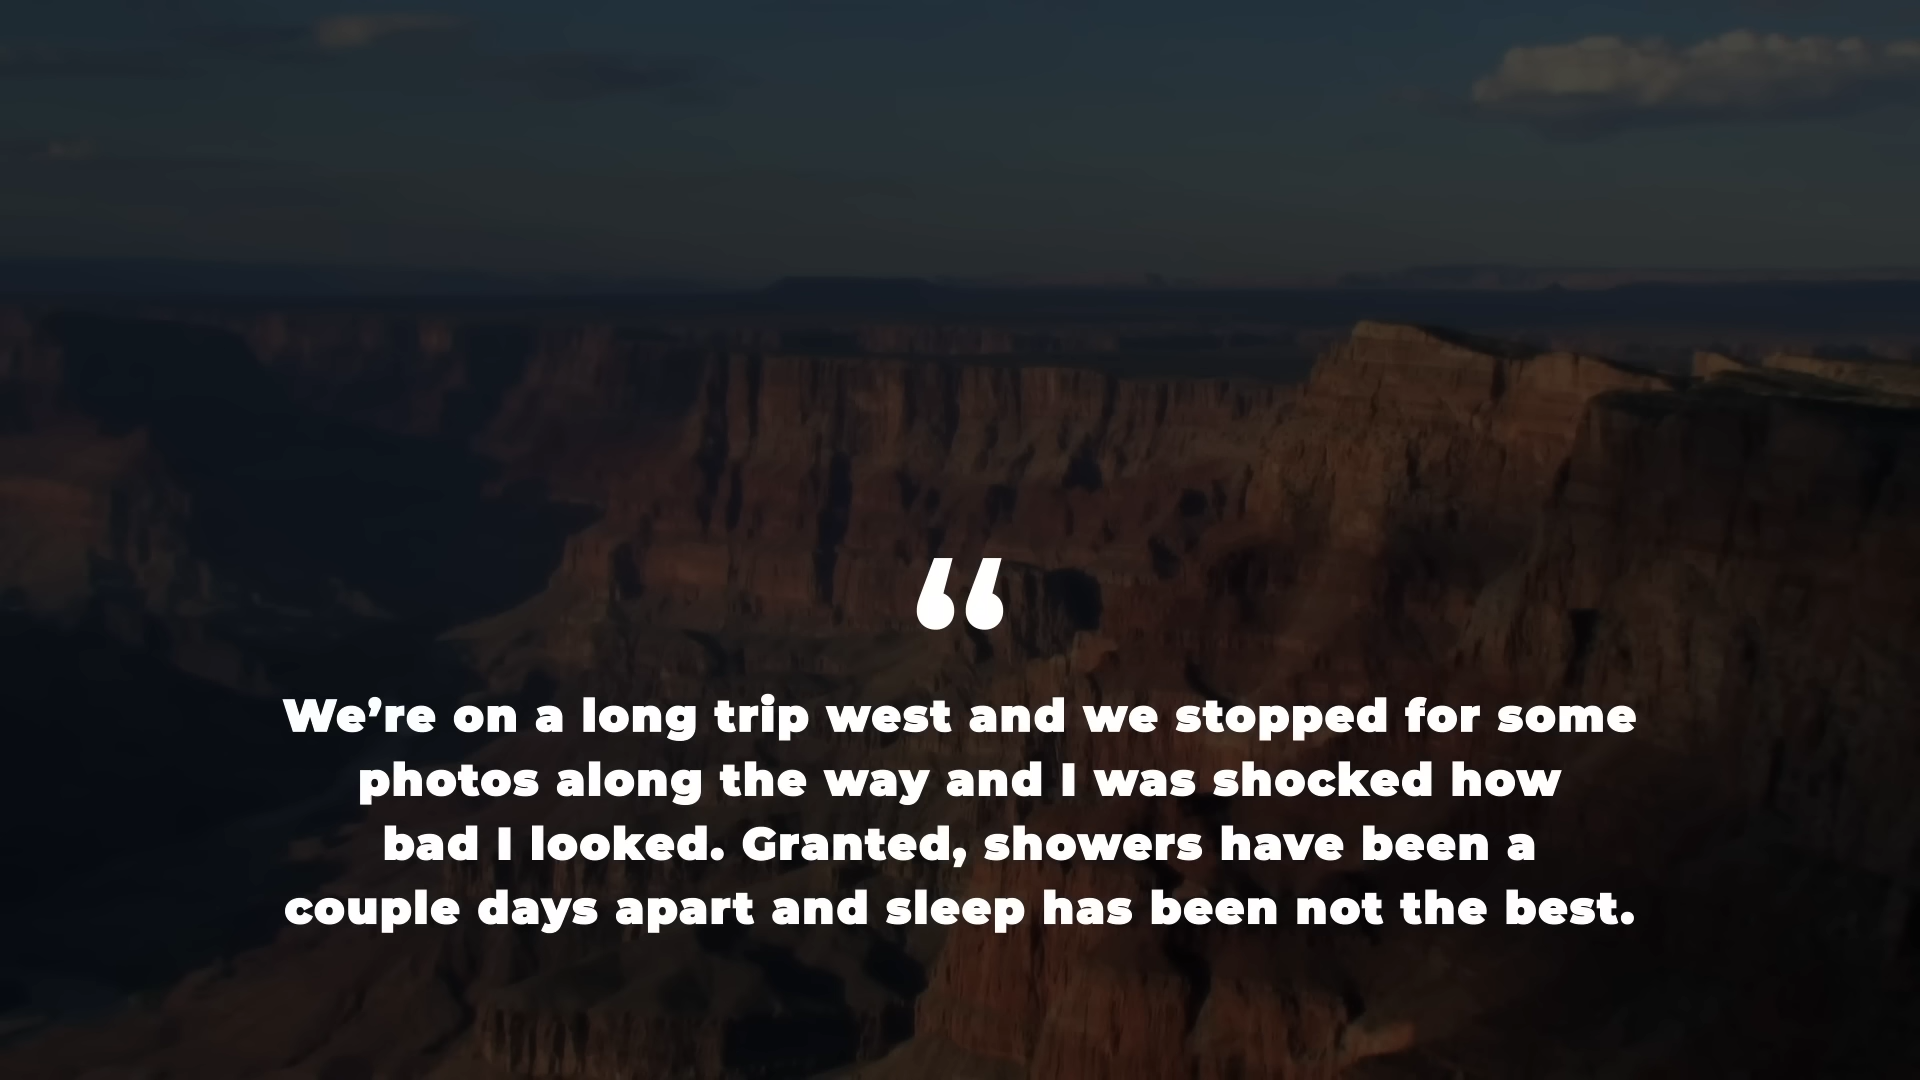 “
We’re on a long trip west and we stopped for some
photos along the way and I was shocked how
bad I looked. Granted, showers have been a
couple days apart and sleep has been not the best.